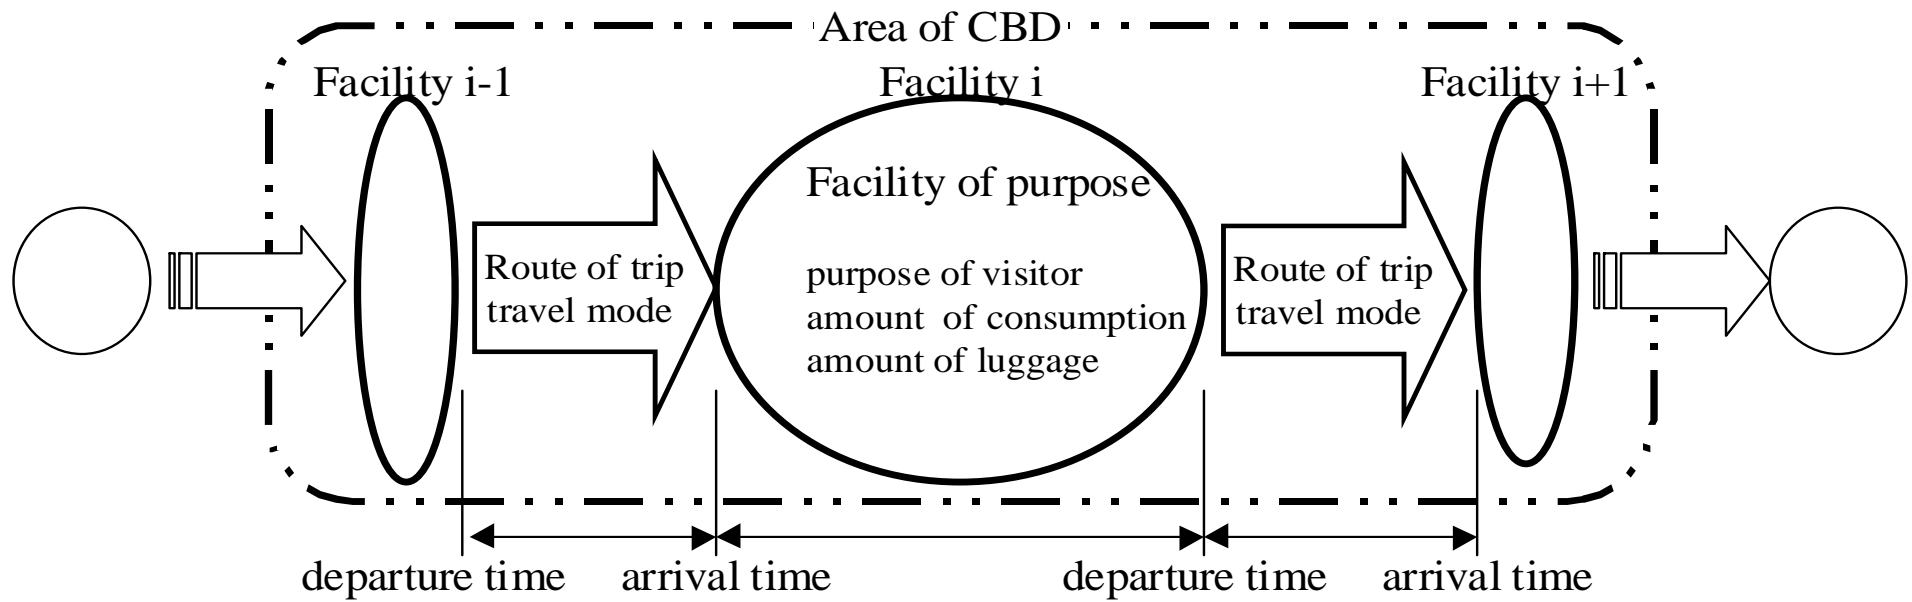 Area of CBD
Facility i-1
Facility i
Facility i+1
Facility of purpose
Route of trip
travel mode
purpose of visitor
amount of consumption
amount of luggage
Route of trip
travel mode
departure time
arrival time
departure time
arrival time